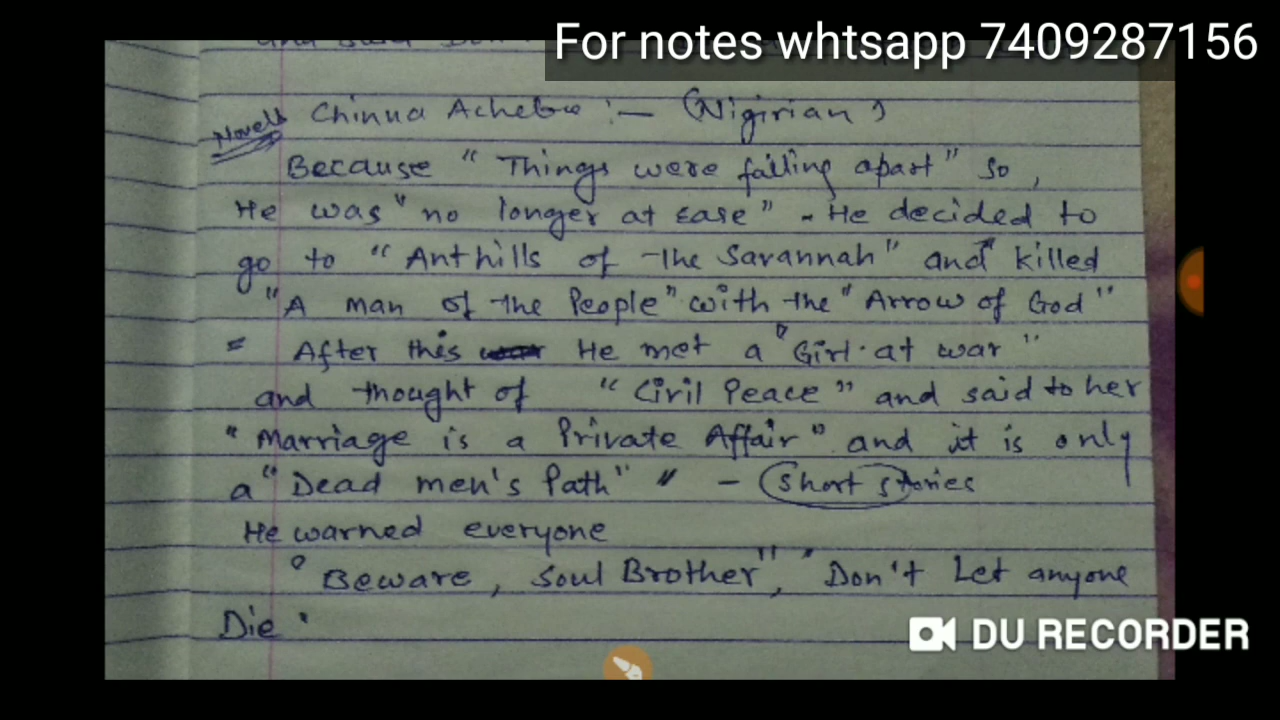 For notes whtsapp 7409287156
Novels Chinua Achebe :— (Nigirian)
Because "Things were falling apart" so,
He was "no longer at Ease". He decided to
go to "Anthills of the Savannah" and killed
"A man of the People" with the "Arrow of God"
= After this He met a "Girl at war"
and thought of "Civil Peace" and said to her
"Marriage is a Private Affair" and it is only
a "Dead men's Path" " – Short stories
He warned everyone
"Beware, Soul Brother", "Don't Let anyone
Die "
DU RECORDER